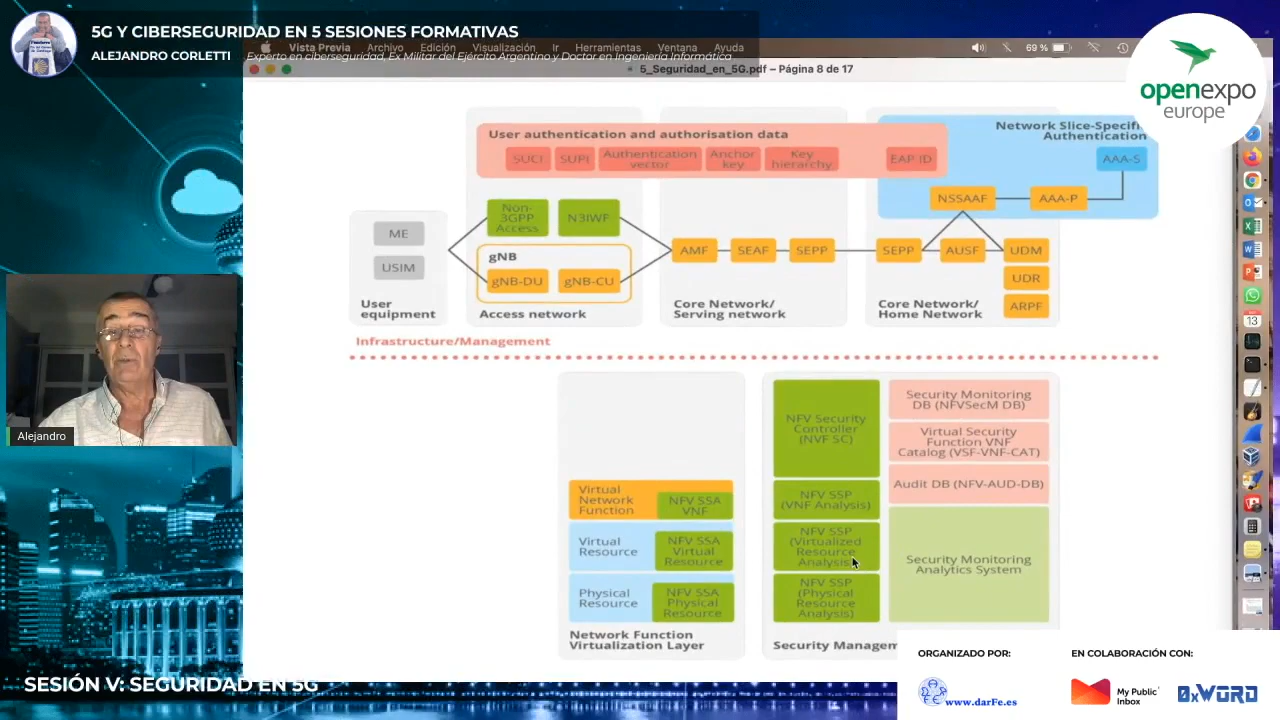 5G Y CIBERSEGURIDAD EN 5 SESIONES FORMATIVAS
ALEJANDRO CORLETTI Experto en ciberseguridad, Ex Militar del Ejército Argentino y Doctor en Ingeniería Informática
Vista Previa Archivo Edición Visualización Ir Herramientas Ventana Ayuda
69 %
5_Seguridad_en_5G.pdf – Página 8 de 17
openexpo
europe
User authentication and authorisation data
SUCI
SUPI
Authentication
vector
Anchor
key
Key
hierarchy
EAP ID
Network Slice-Specific
Authentication
AAA-S
NSSAAF
AAA-P
ME
USIM
User
equipment
Non-
3GPP
Access
N3IWF
gNB
gNB-DU
gNB-CU
Access network
AMF
SEAF
SEPP
Core Network/
Serving network
SEPP
AUSF
UDM
UDR
ARPF
Core Network/
Home Network
Infrastructure/Management
Virtual
Network
Function
NFV SSA
VNF
Virtual
Resource
NFV SSA
Virtual
Resource
Physical
Resource
NFV SSA
Physical
Resource
Network Function
Virtualization Layer
NFV Security
Controller
(NVF SC)
NFV SSP
(VNF Analysis)
NFV SSP
(Virtualized
Resource
Analysis)
NFV SSP
(Physical
Resource
Analysis)
Security Monitoring
DB (NFVSecM DB)
Virtual Security
Function VNF
Catalog (VSF-VNF-CAT)
Audit DB (NFV-AUD-DB)
Security Monitoring
Analytics System
Security Managem
13
Alejandro
SESIÓN V: SEGURIDAD EN 5G
ORGANIZADO POR:
www.darFe.es
EN COLABORACIÓN CON:
My Public
Inbox
0xWORD